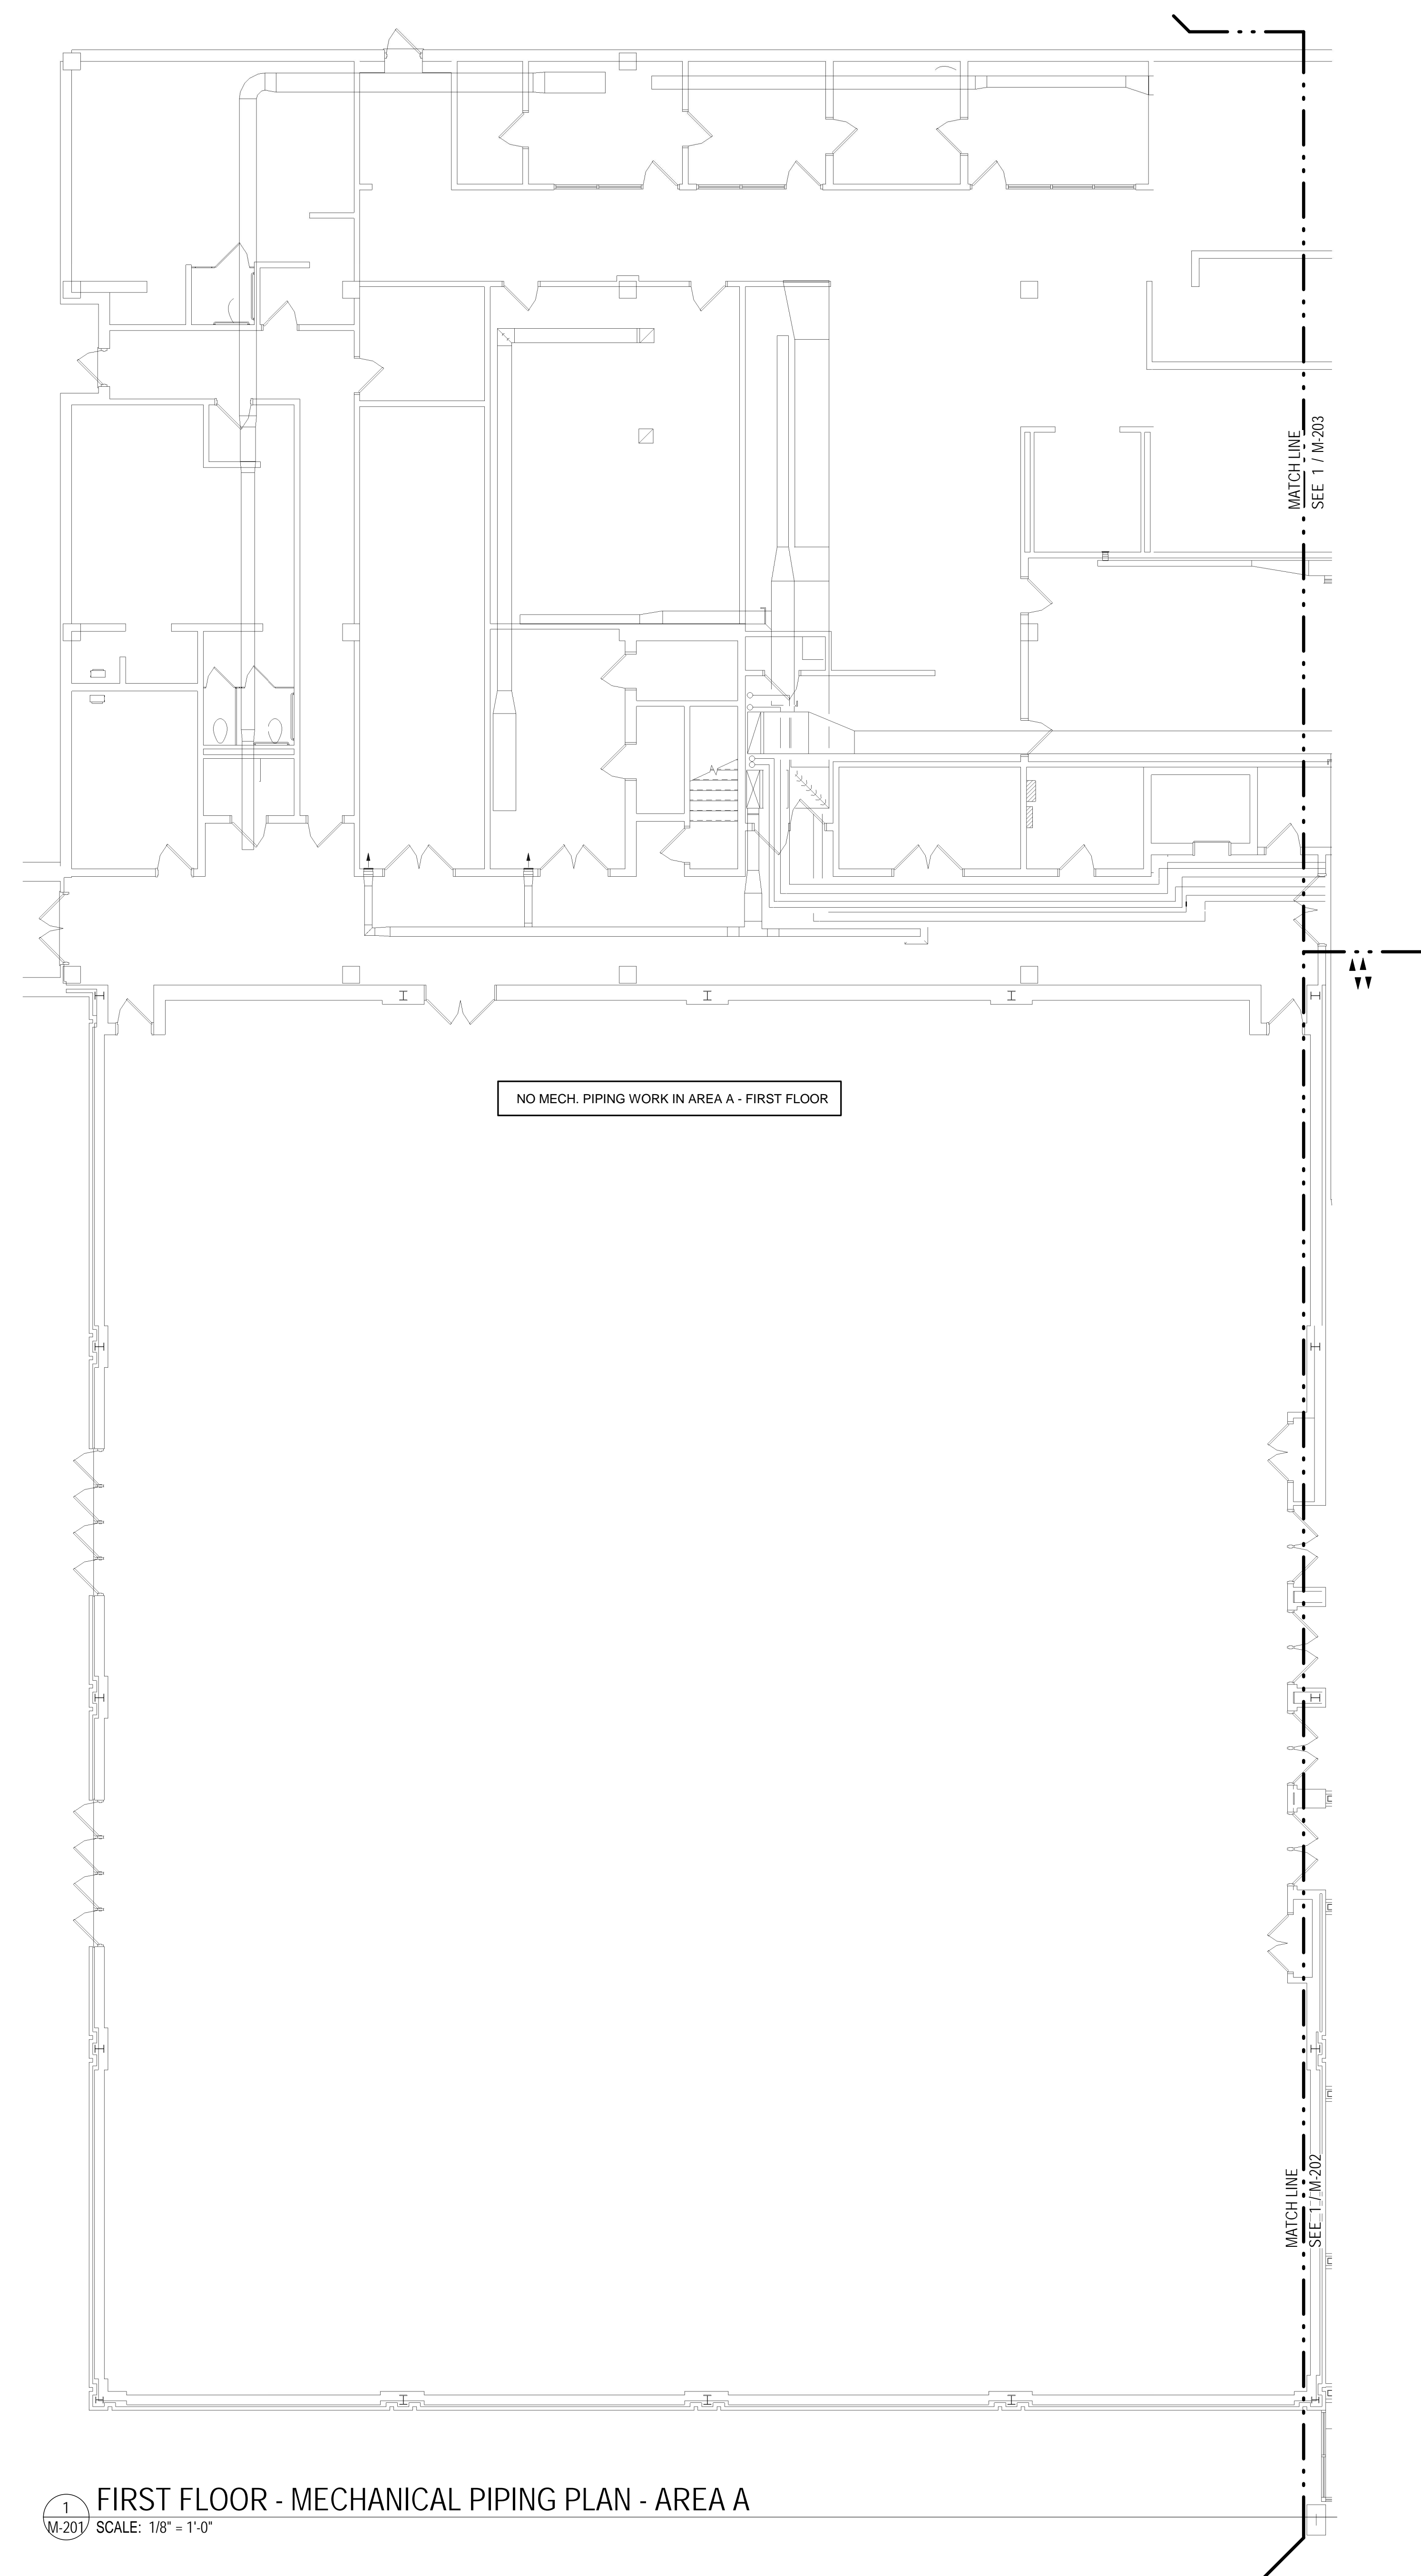 MATCH LINE
SEE 1 / M-203
NO MECH. PIPING WORK IN AREA A - FIRST FLOOR
MATCH LINE
SEE 1 / M-202
1
M-201
FIRST FLOOR - MECHANICAL PIPING PLAN - AREA A
SCALE: 1/8" = 1'-0"